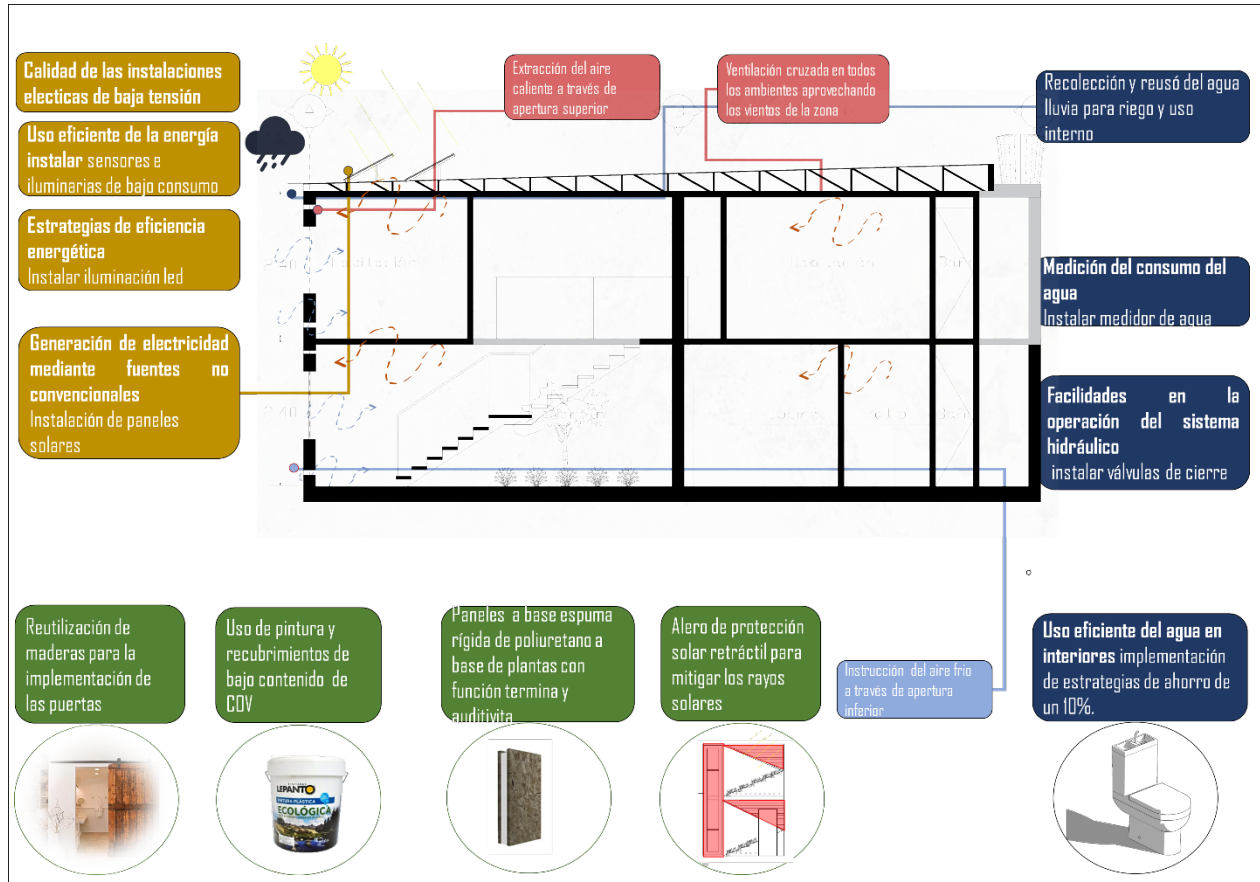 Calidad de las instalaciones
electicas de baja tensión
Uso eficiente de la energía
instalar sensores e
iluminarias de bajo consumo
Estrategias de eficiencia
energética
Instalar iluminación led
Generación de electricidad
mediante fuentes no
convencionales
Instalación de paneles
solares
Extracción del aire
caliente a través de
apertura superior
Ventilación cruzada en todos
los ambientes aprovechando
los vientos de la zona
Recolección y reusó del agua
lluvia para riego y uso
interno
Medición del consumo del
agua
Instalar medidor de agua
Facilidades en la
operación del sistema
hidráulico
instalar válvulas de cierre
2.40
2.40
Reutilización de
maderas para la
implementación de
las puertas
Uso de pintura y
recubrimientos de
bajo contenido de
COV
Paneles a base espuma
rígida de poliuretano a
base de plantas con
función termina y
auditivita
Alero de protección
solar retráctil para
mitigar los rayos
solares
Instrucción del aire frio
a través de apertura
inferior
Uso eficiente del agua en
interiores implementación
de estrategias de ahorro de
un 10%.
LEPANTO
PINTURA PLÁSTICA
ECOLÓGICA